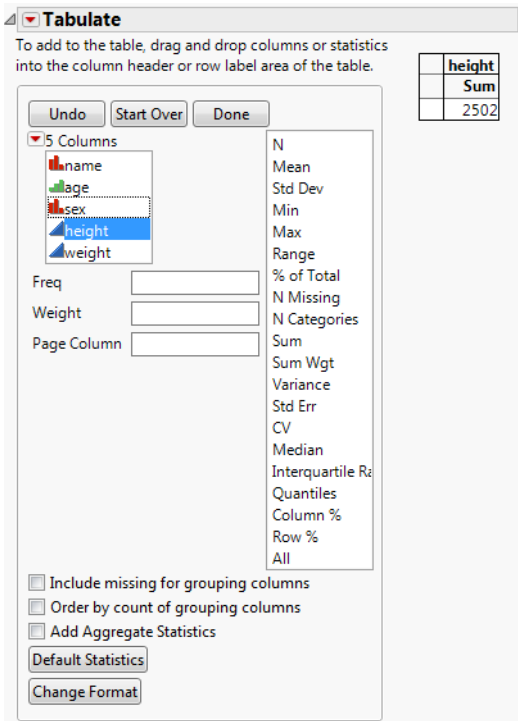 Tabulate
To add to the table, drag and drop columns or statistics
into the column header or row label area of the table.
Undo Start Over Done
5 Columns
name
age
sex
height
weight
Freq
Weight
Page Column
N
Mean
Std Dev
Min
Max
Range
% of Total
N Missing
N Categories
Sum
Sum Wgt
Variance
Std Err
CV
Median
Interquartile Ra
Quantiles
Column %
Row %
All
Include missing for grouping columns
Order by count of grouping columns
Add Aggregate Statistics
Default Statistics
Change Format
height
Sum
2502